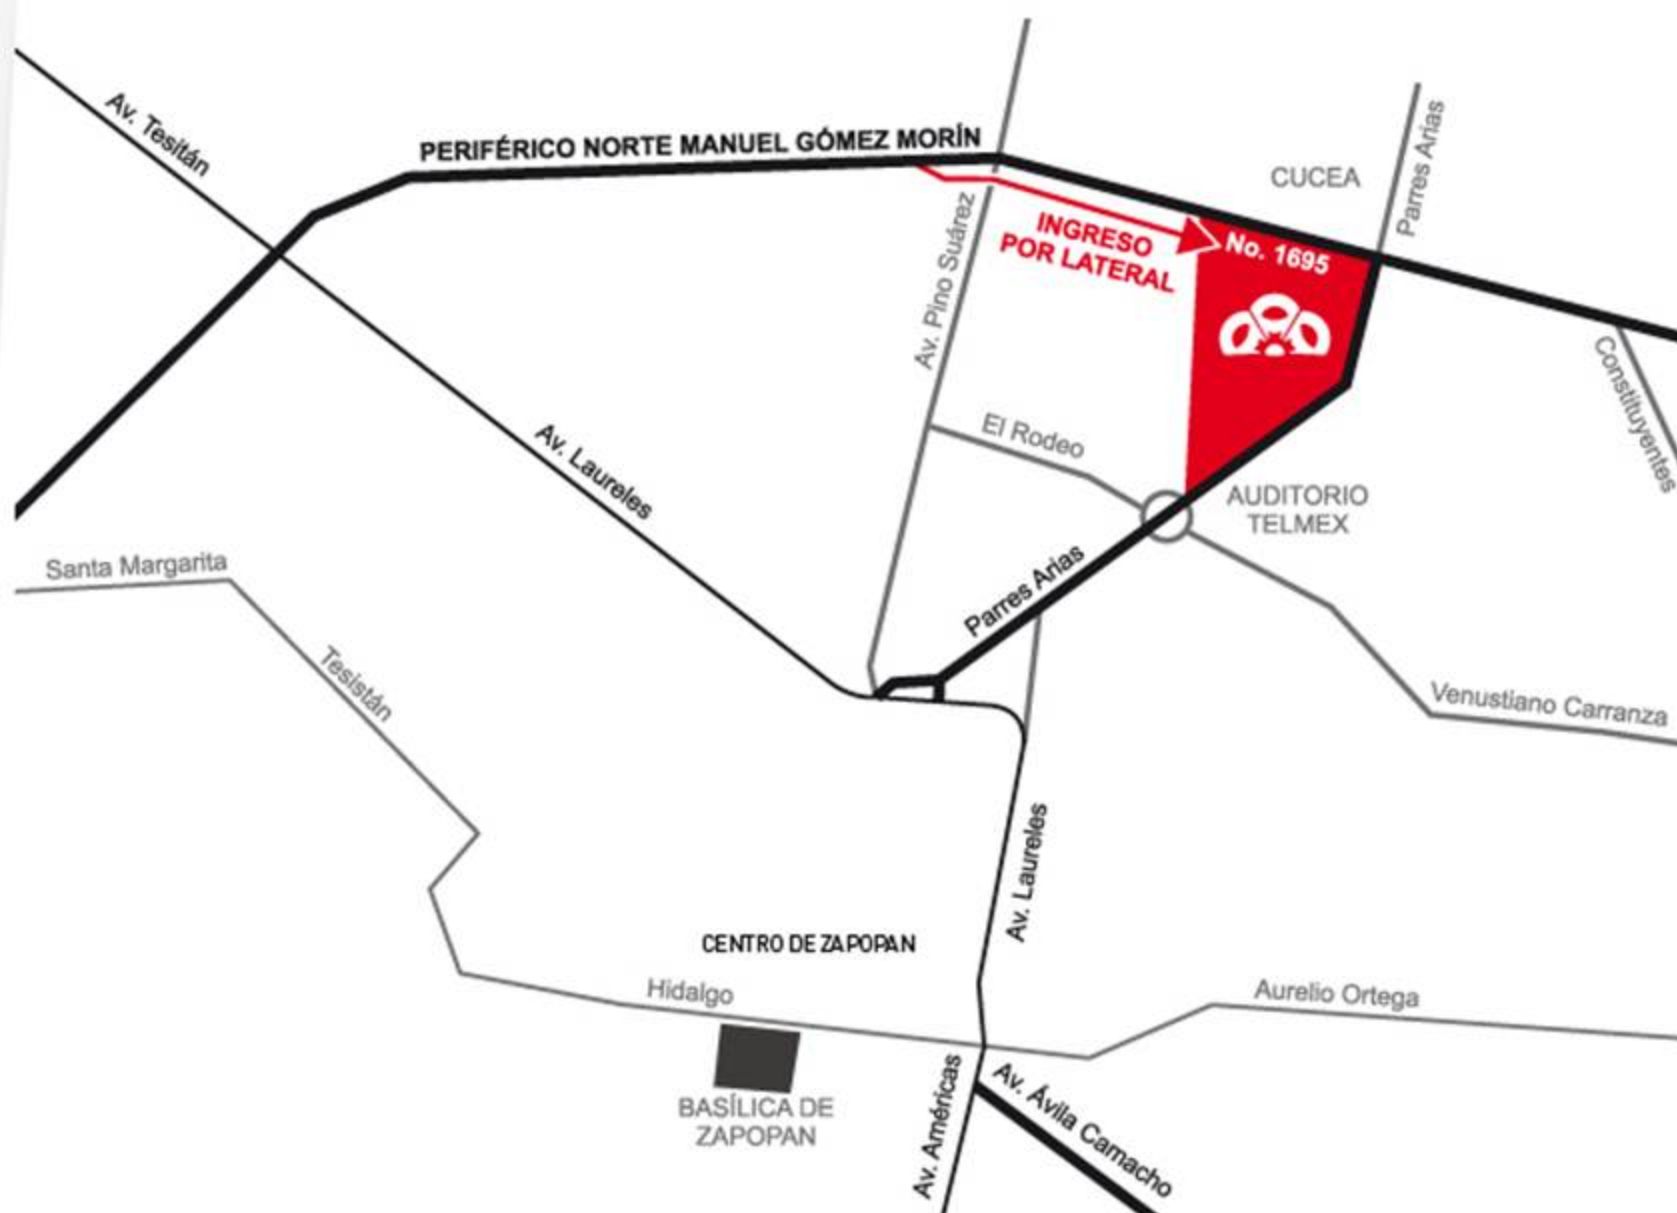 Av. Tesitán
PERIFÉRICO NORTE MANUEL GÓMEZ MORÍN
CUCEA
Parres Arias
Av. Pino Suárez
INGRESO
POR LATERAL
No. 1695
Constituyentes
Av. Laureles
El Rodeo
AUDITORIO
TELMEX
Santa Margarita
Parres Arias
Tesistán
Venustiano Carranza
Av. Laureles
CENTRO DE ZAPOPAN
Hidalgo
Aurelio Ortega
BASÍLICA DE
ZAPOPAN
Av. Américas
Av. Ávila Camacho